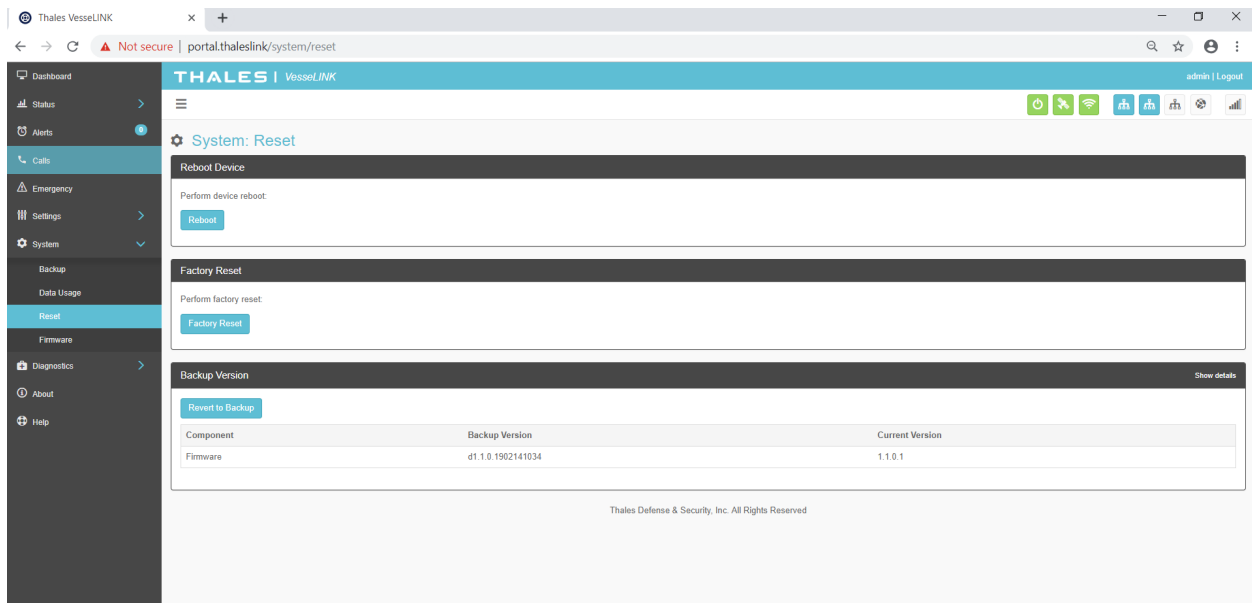 Thales VesseLINK
Not secure | portal.thaleslink/system/reset
Dashboard
THALES | VesseLINK
admin | Logout
Status
Alerts
0
Calls
Emergency
Settings
System
Backup
Data Usage
Reset
Firmware
Diagnostics
About
Help
System: Reset
Reboot Device
Perform device reboot:
Reboot
Factory Reset
Perform factory reset:
Factory Reset
Backup Version
Show details
Revert to Backup
Component Backup Version Current Version
Firmware d1.1.0.1902141034 1.1.0.1
Thales Defense & Security, Inc. All Rights Reserved